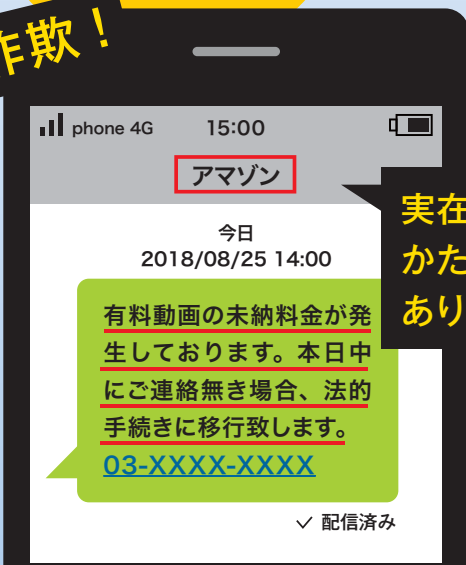 詐欺！
phone 4G 15:00
アマゾン
実在
かた
あり
今日
2018/08/25 14:00
有料動画の未納料金が発
生しております。本日中
にご連絡無き場合、法的
手続きに移行致します。
03-XXXX-XXXX
配信済み